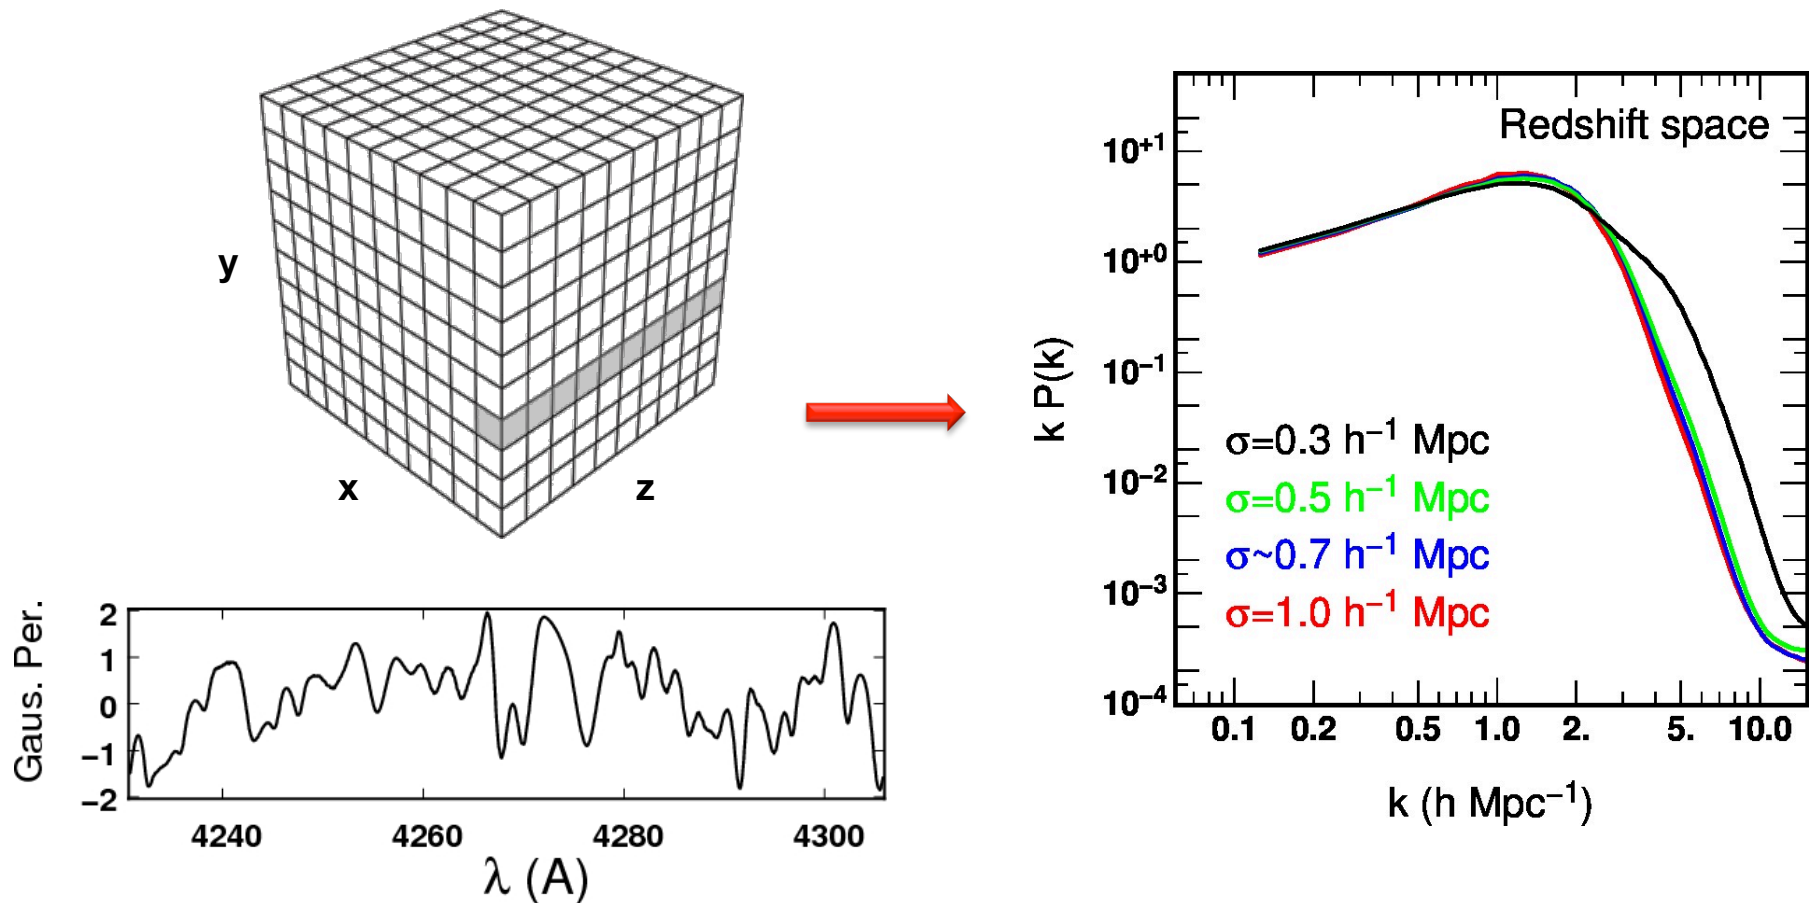 y
x
z
Gaus. Per.
2
1
0
−1
−2
4240 4260 4280 4300
λ (A)
Redshift space
k P(k)
10⁺¹
10⁺⁰
10⁻¹
10⁻²
10⁻³
10⁻⁴
σ=0.3 h⁻¹ Mpc
σ=0.5 h⁻¹ Mpc
σ~0.7 h⁻¹ Mpc
σ=1.0 h⁻¹ Mpc
0.1 0.2 0.5 1.0 2. 5. 10.0
k (h Mpc⁻¹)